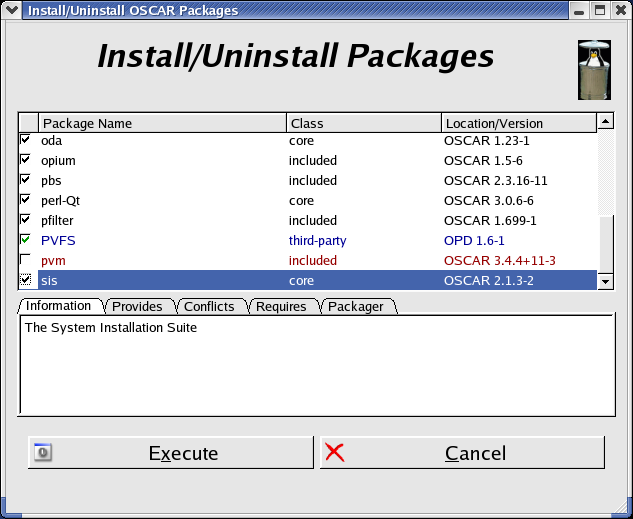 Install/Uninstall OSCAR Packages
Install/Uninstall Packages
Package Name Class Location/Version
oda core OSCAR 1.23-1
opium included OSCAR 1.5-6
pbs included OSCAR 2.3.16-11
perl-Qt core OSCAR 3.0.6-6
pfilter included OSCAR 1.699-1
PVFS third-party OPD 1.6-1
pvm included OSCAR 3.4.4+11-3
sis core OSCAR 2.1.3-2
Information Provides Conflicts Requires Packager
The System Installation Suite
Execute Cancel